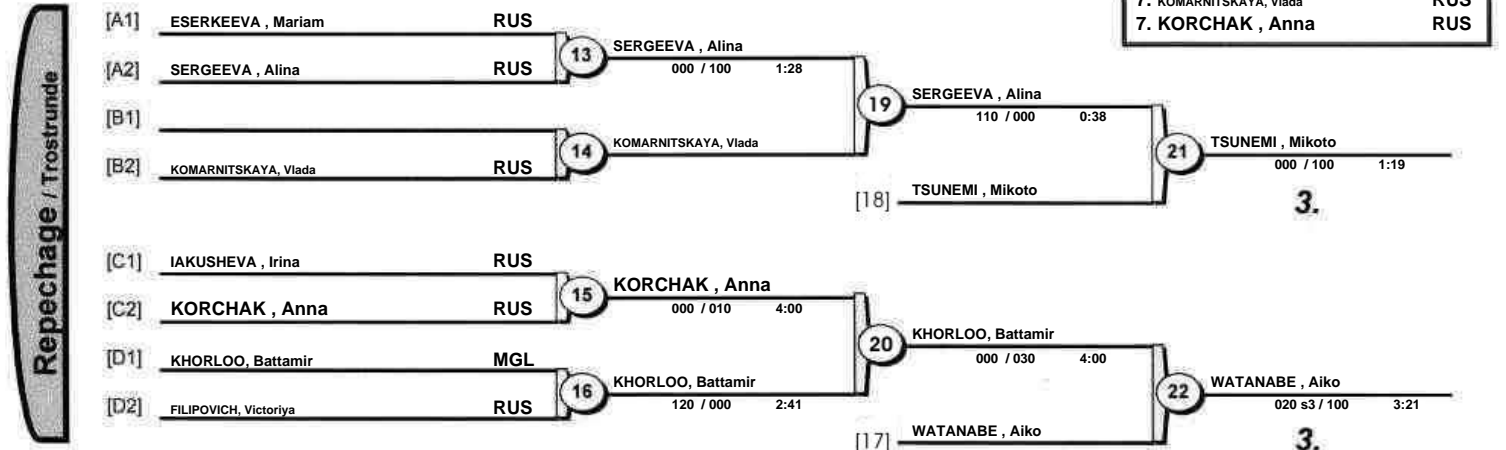 Repechage / Trostrunde
7. KOMARNITSKAYA, Vlada RUS
7. KORCHAK , Anna RUS
[A1] ESERKEEVA , Mariam RUS
13
SERGEEVA , Alina
000 / 100 1:28
[A2] SERGEEVA , Alina RUS
19
SERGEEVA , Alina
110 / 000 0:38
[B1]
14
KOMARNITSKAYA, Vlada
[B2] KOMARNITSKAYA, Vlada RUS
21
TSUNEMI , Mikoto
000 / 100 1:19
[18] TSUNEMI , Mikoto
3.
[C1] IAKUSHEVA , Irina RUS
15
KORCHAK , Anna
000 / 010 4:00
[C2] KORCHAK , Anna RUS
20
KHORLOO, Battamir
000 / 030 4:00
[D1] KHORLOO, Battamir MGL
16
KHORLOO, Battamir
120 / 000 2:41
[D2] FILIPOVICH, Victoriya RUS
22
WATANABE , Aiko
020 s3 / 100 3:21
[17] WATANABE , Aiko
3.